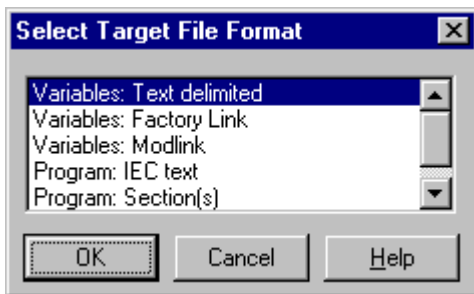 Select Target File Format
Variables: Text delimited
Variables: Factory Link
Variables: Modlink
Program: IEC text
Program: Section(s)
OK Cancel Help